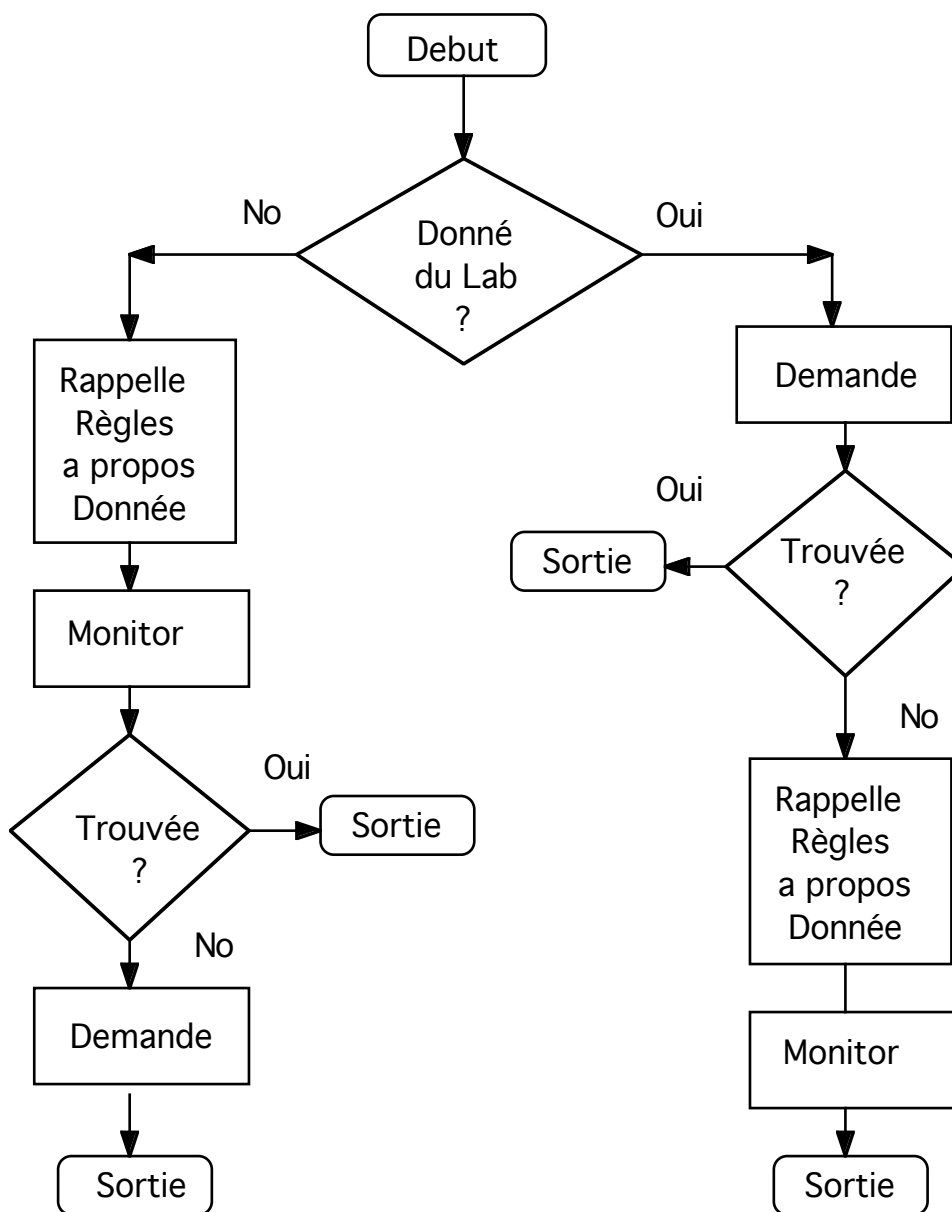 Debut
No
Oui
Donné
du Lab
?
Rappelle
Règles
a propos
Donnée
Demande
Oui
Sortie
Trouvée
?
Monitor
No
Oui
Trouvée
?
Sortie
Rappelle
Règles
a propos
Donnée
No
Demande
Monitor
Sortie
Sortie